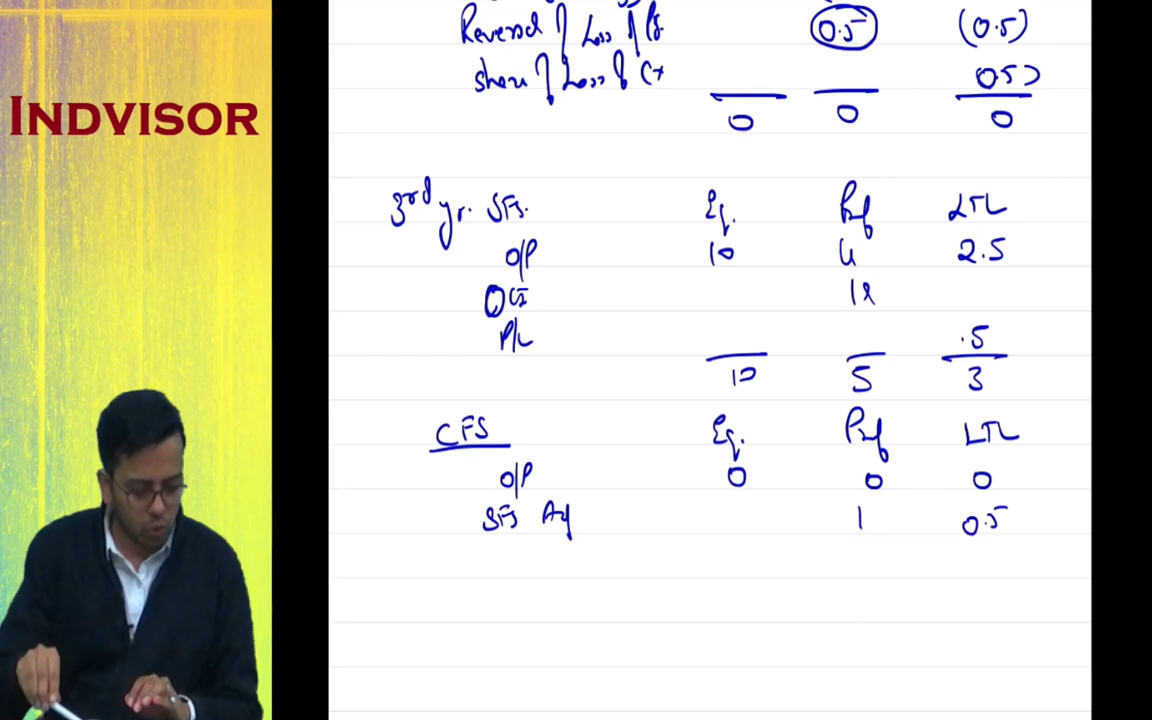 INDVISOR
Reversal of Loss of 0.5 (0.5)
share of Loss of 0.5)
0 0 0
3rd yr. SFS. Eq. Pref LTL
O/P 10 4 2.5
OCI
P/L .5
10 5 3
CFS Eq. Pref LTL
O/P 0 0 0
SFS Adj 1 0.5